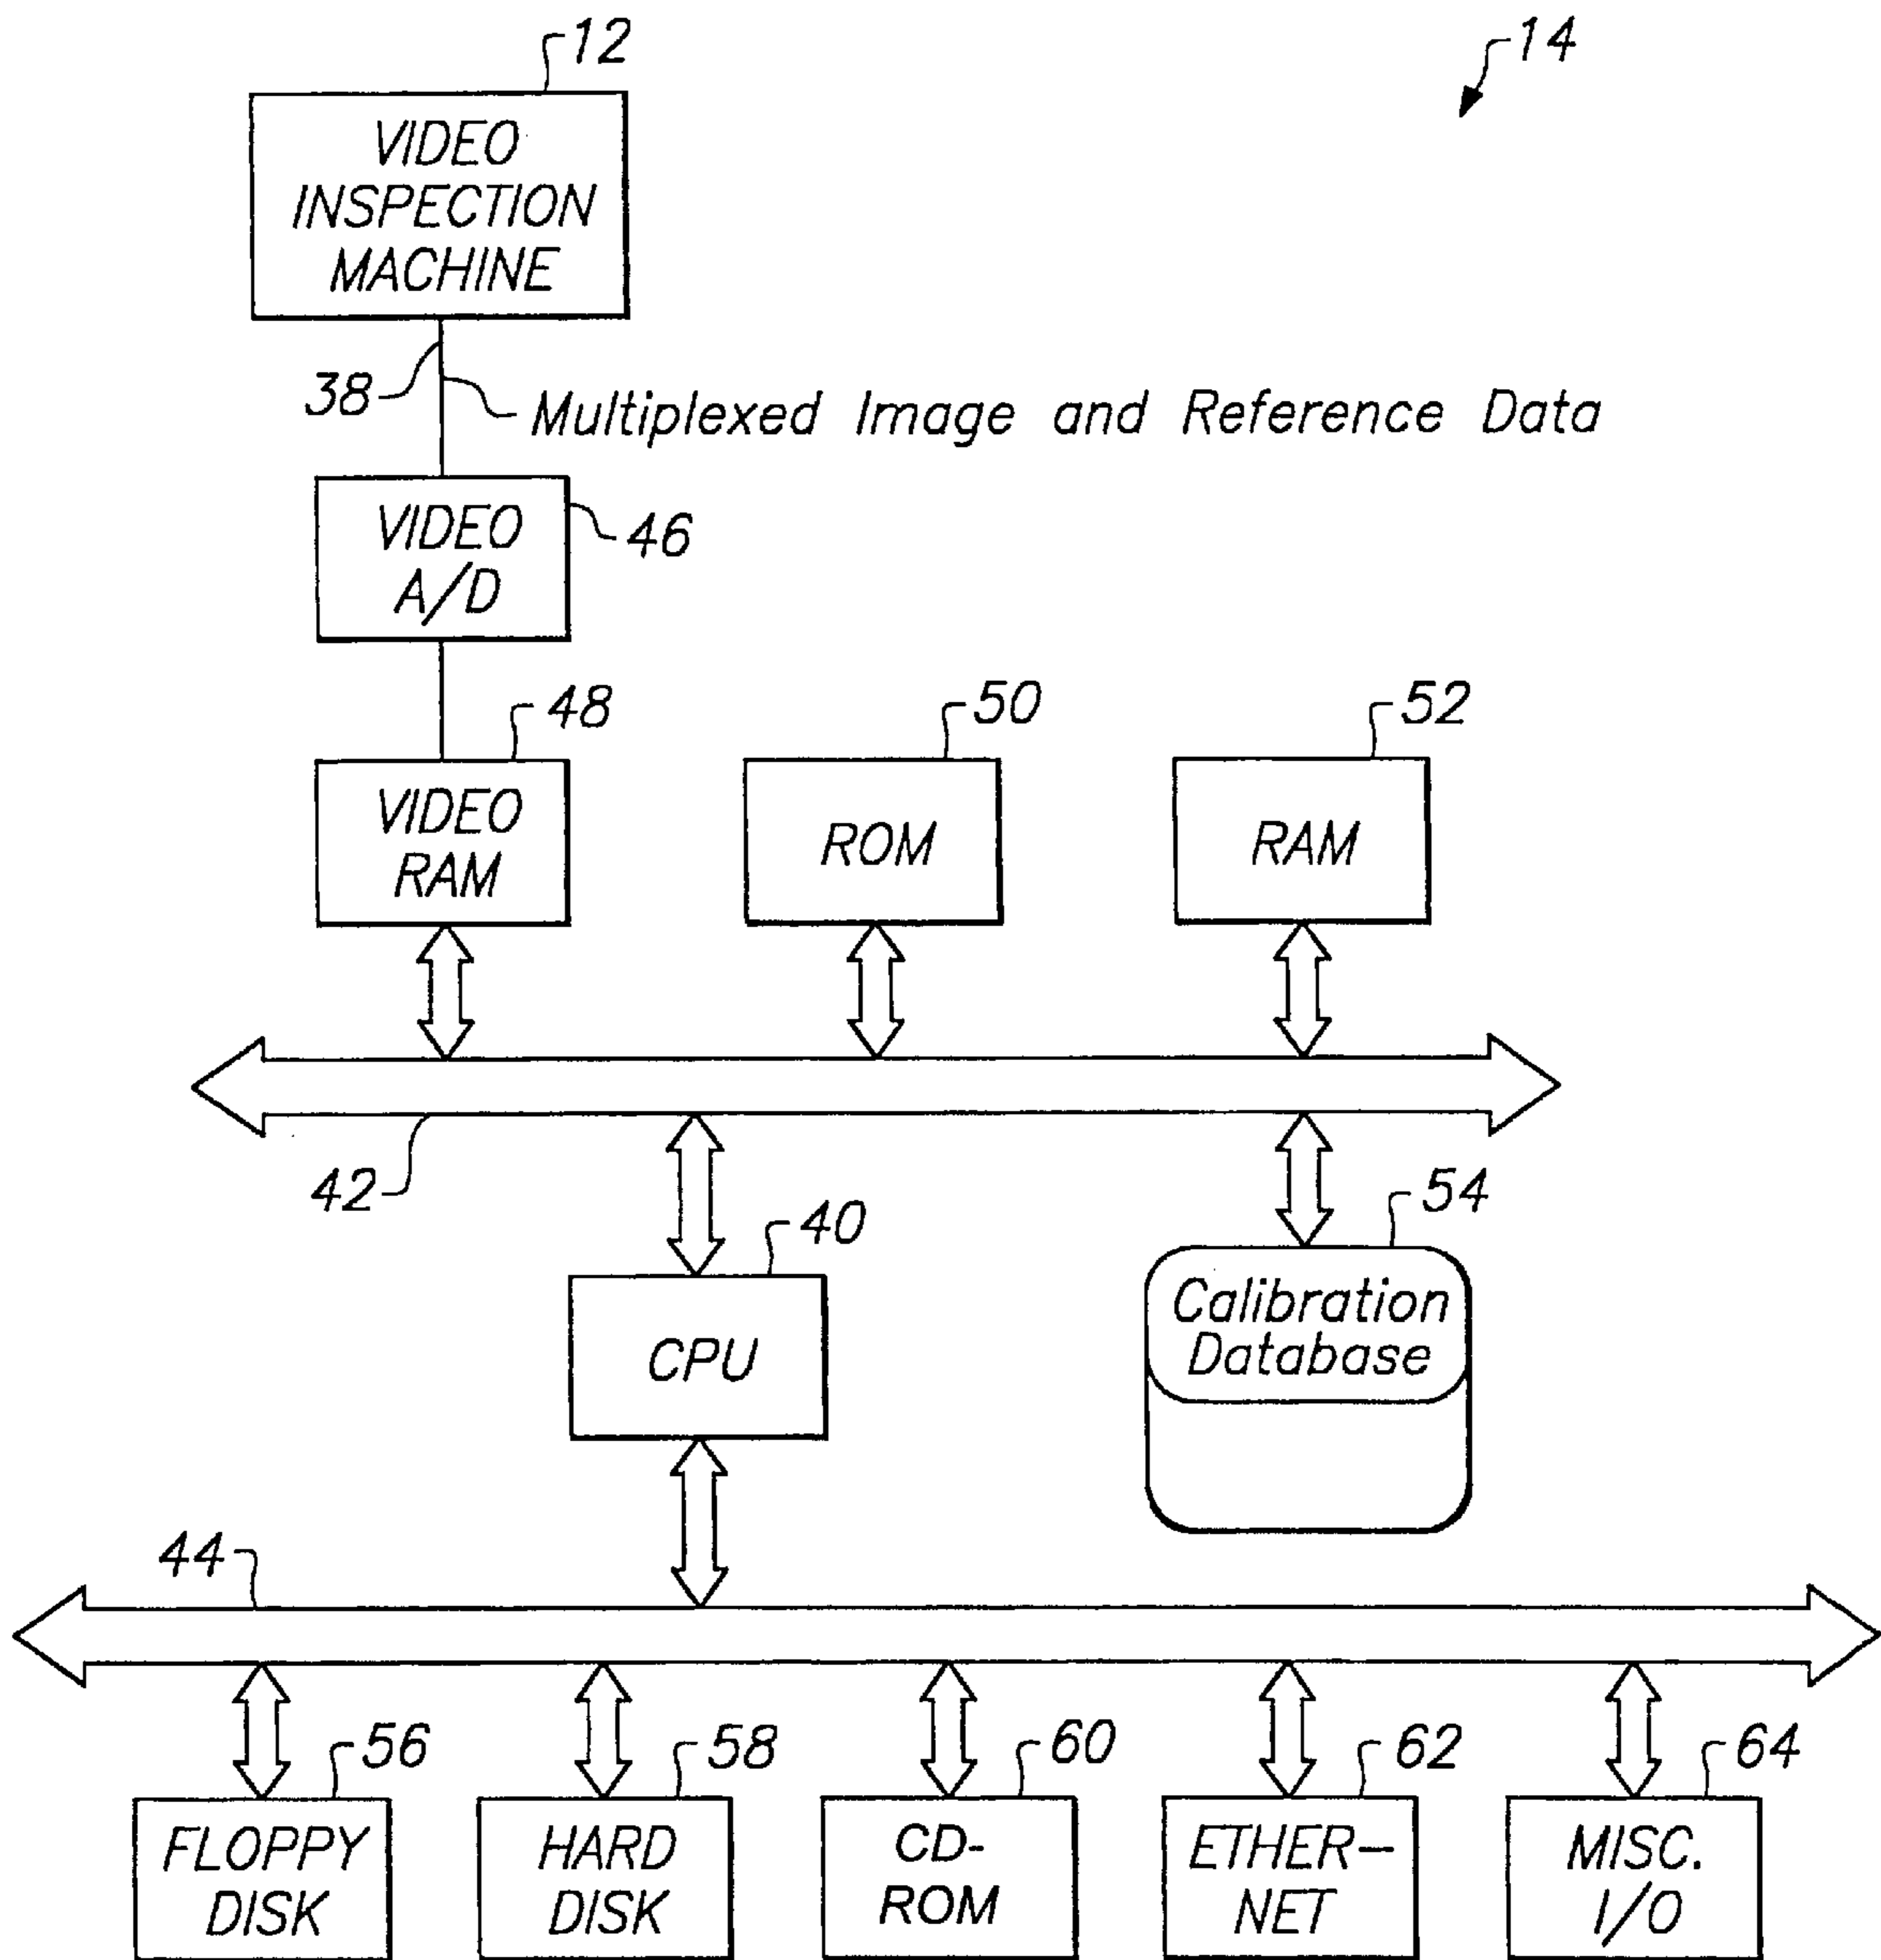 12
14
VIDEO
INSPECTION
MACHINE
38
Multiplexed Image and Reference Data
VIDEO
A/D
46
48
50
52
VIDEO
RAM
ROM
RAM
42
40
54
CPU
Calibration
Database
44
56
58
60
62
64
FLOPPY
DISK
HARD
DISK
CD-
ROM
ETHER-
NET
MISC.
I/O